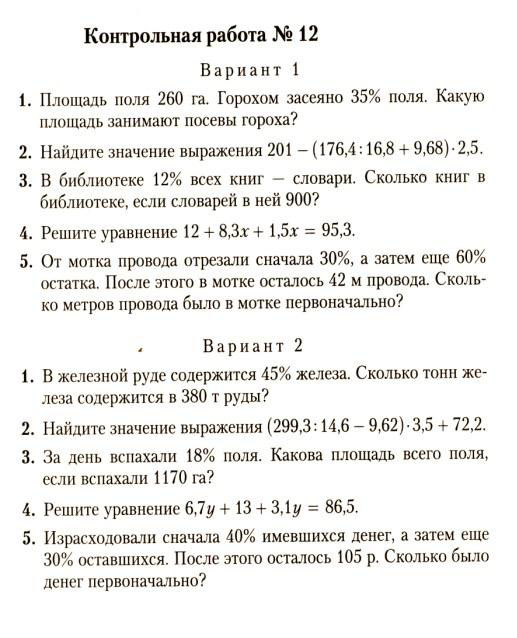 Контрольная работа № 12
Вариант 1
1. Площадь поля 260 га. Горохом засеяно 35% поля. Какую
площадь занимают посевы гороха?
2. Найдите значение выражения 201 − (176,4 : 16,8 + 9,68) · 2,5.
3. В библиотеке 12% всех книг — словари. Сколько книг в
библиотеке, если словарей в ней 900?
4. Решите уравнение 12 + 8,3x + 1,5x = 95,3.
5. От мотка провода отрезали сначала 30%, а затем еще 60%
остатка. После этого в мотке осталось 42 м провода. Сколь-
ко метров провода было в мотке первоначально?
Вариант 2
1. В железной руде содержится 45% железа. Сколько тонн же-
леза содержится в 380 т руды?
2. Найдите значение выражения (299,3 : 14,6 − 9,62) · 3,5 + 72,2.
3. За день вспахали 18% поля. Какова площадь всего поля,
если вспахали 1170 га?
4. Решите уравнение 6,7y + 13 + 3,1y = 86,5.
5. Израсходовали сначала 40% имевшихся денег, а затем еще
30% оставшихся. После этого осталось 105 р. Сколько было
денег первоначально?